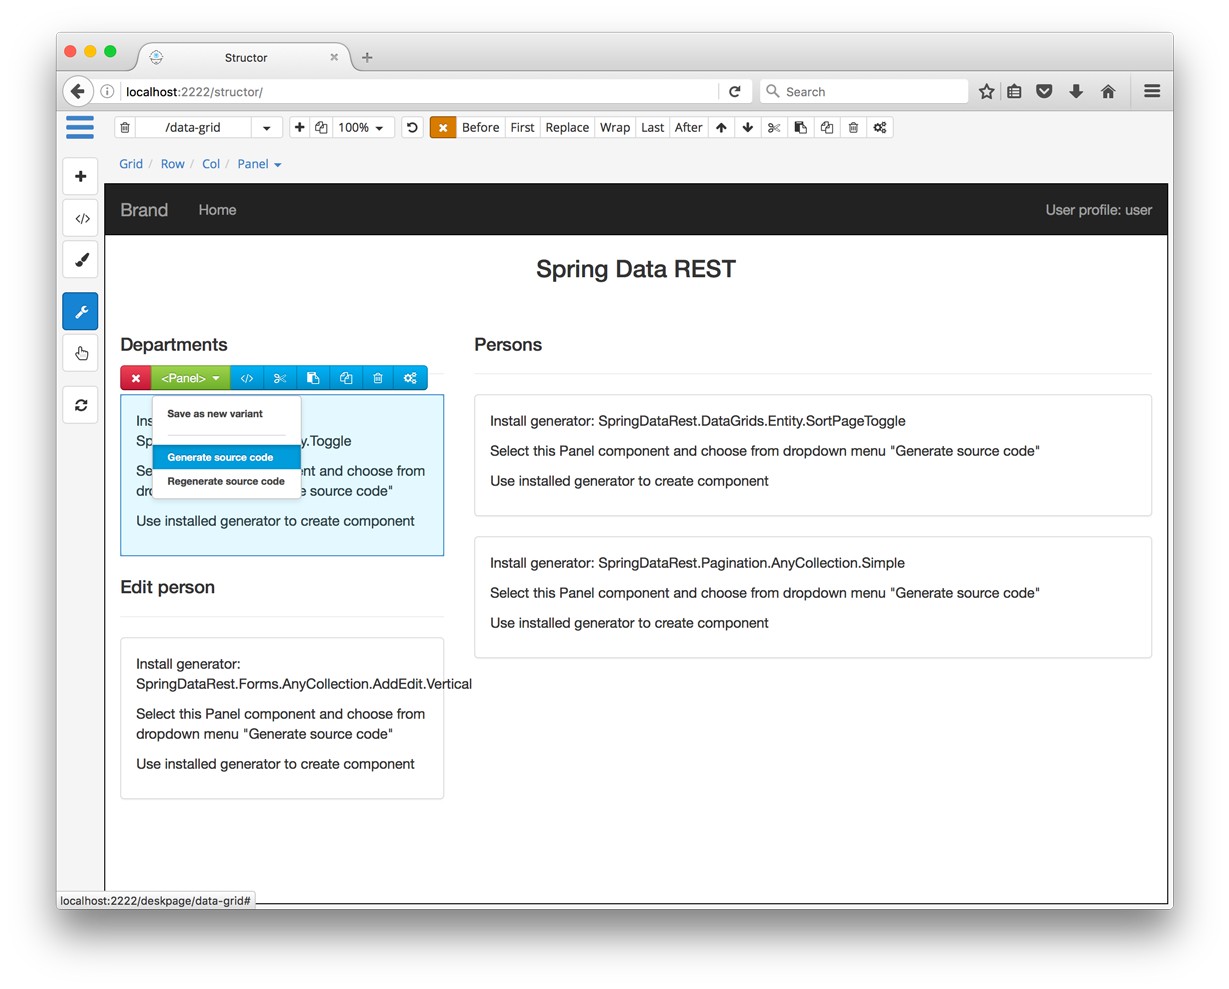 Structor
localhost:2222/structor/
Search
/data-grid
100%
Before First Replace Wrap Last After
Grid / Row / Col / Panel
Brand Home User profile: user
Spring Data REST
Departments
<Panel>
Save as new variant
Generate source code
Regenerate source code
y.Toggle
nt and choose from
e source code"
Use installed generator to create component
Edit person
Install generator:
SpringDataRest.Forms.AnyCollection.AddEdit.Vertical
Select this Panel component and choose from
dropdown menu "Generate source code"
Use installed generator to create component
Persons
Install generator: SpringDataRest.DataGrids.Entity.SortPageToggle
Select this Panel component and choose from dropdown menu "Generate source code"
Use installed generator to create component
Install generator: SpringDataRest.Pagination.AnyCollection.Simple
Select this Panel component and choose from dropdown menu "Generate source code"
Use installed generator to create component
localhost:2222/deskpage/data-grid#